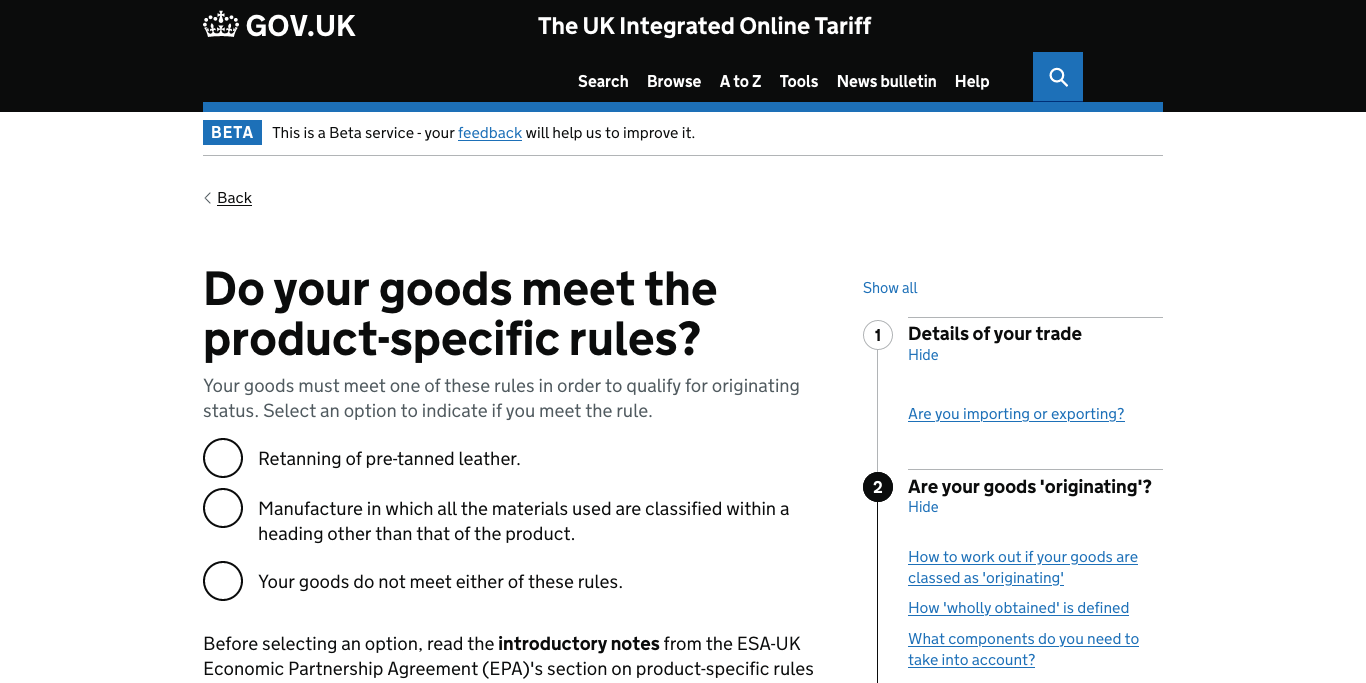 GOV.UK
The UK Integrated Online Tariff
Search Browse A to Z Tools News bulletin Help
BETA This is a Beta service - your feedback will help us to improve it.
Back
Do your goods meet the
product-specific rules?
Your goods must meet one of these rules in order to qualify for originating
status. Select an option to indicate if you meet the rule.
Retanning of pre-tanned leather.
Manufacture in which all the materials used are classified within a
heading other than that of the product.
Your goods do not meet either of these rules.
Before selecting an option, read the introductory notes from the ESA-UK
Economic Partnership Agreement (EPA)'s section on product-specific rules
Show all
1 Details of your trade
Hide
Are you importing or exporting?
2 Are your goods 'originating'?
Hide
How to work out if your goods are
classed as 'originating'
How 'wholly obtained' is defined
What components do you need to
take into account?